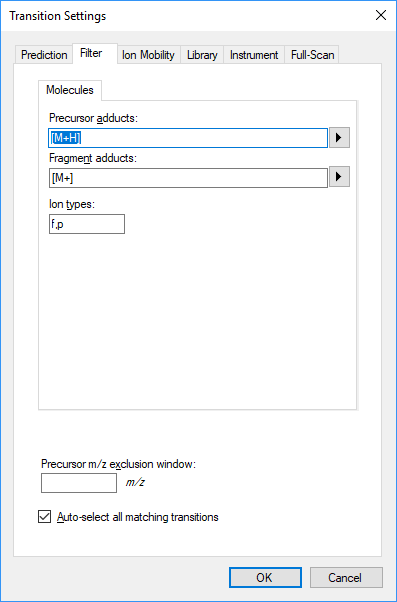 Transition Settings
Prediction Filter Ion Mobility Library Instrument Full-Scan
Molecules
Precursor adducts:
[M+H]
Fragment adducts:
[M+]
Ion types:
f,p
Precursor m/z exclusion window:
m/z
Auto-select all matching transitions
OK Cancel